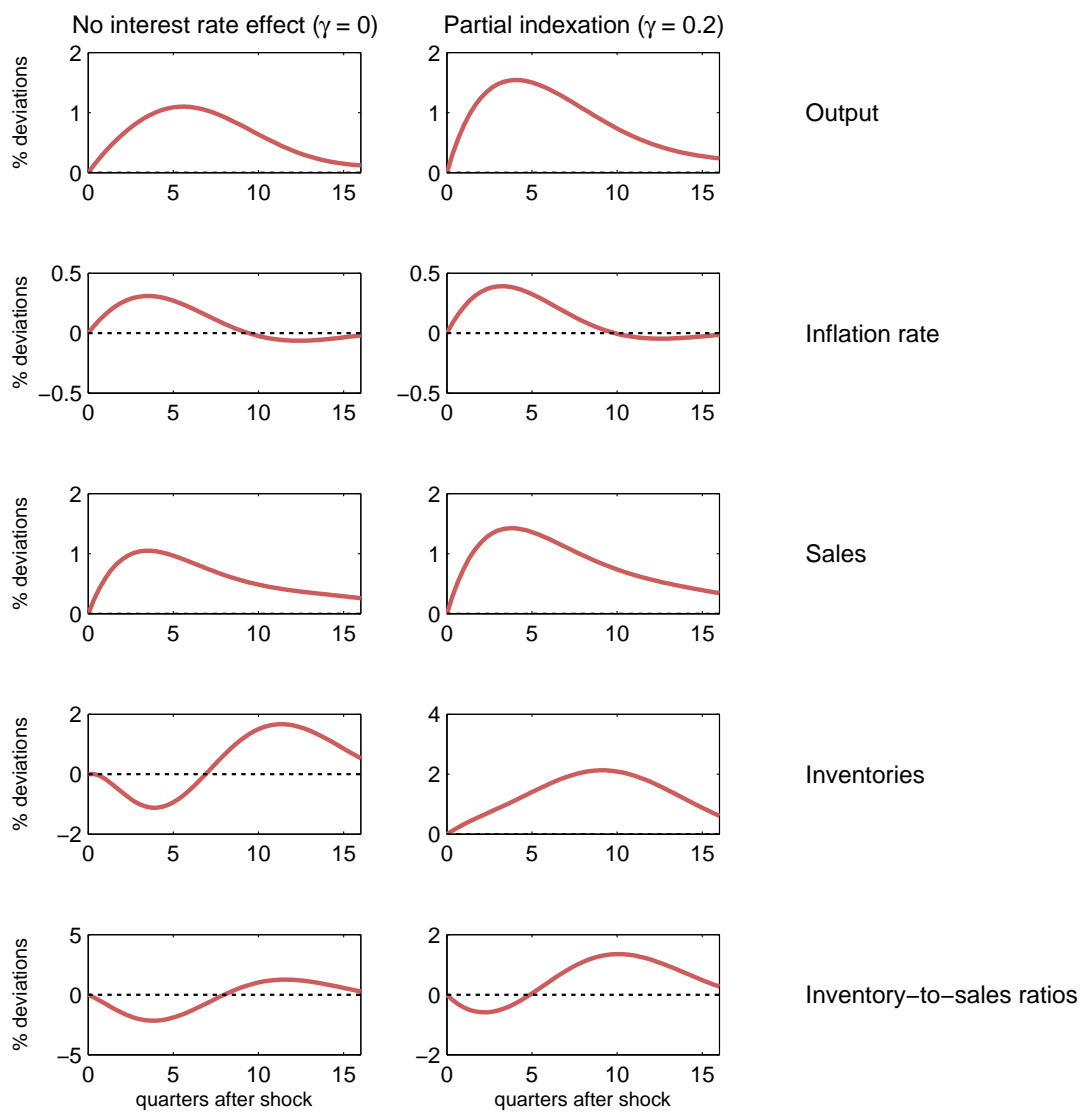 No interest rate effect (γ = 0)
Partial indexation (γ = 0.2)
% deviations
2
1
0
0 5 10 15
2
1
0
0 5 10 15
Output
% deviations
0.5
0
−0.5
0 5 10 15
0.5
0
−0.5
0 5 10 15
Inflation rate
% deviations
2
1
0
0 5 10 15
2
1
0
0 5 10 15
Sales
% deviations
2
0
−2
0 5 10 15
4
2
0
0 5 10 15
Inventories
% deviations
5
0
−5
0 5 10 15
quarters after shock
2
0
−2
0 5 10 15
quarters after shock
Inventory−to−sales ratios